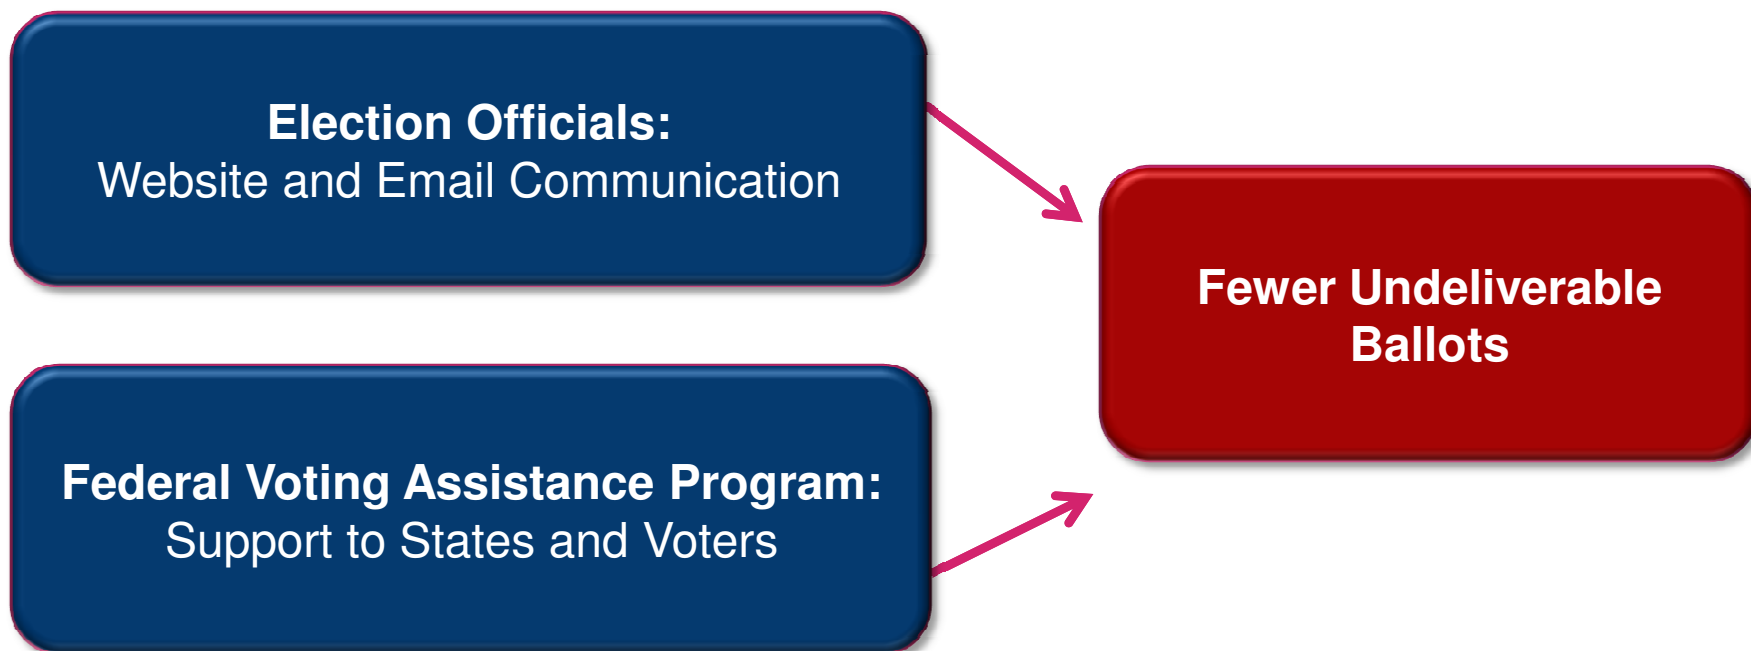 Election Officials:
Website and Email Communication
Fewer Undeliverable
Ballots
Federal Voting Assistance Program:
Support to States and Voters